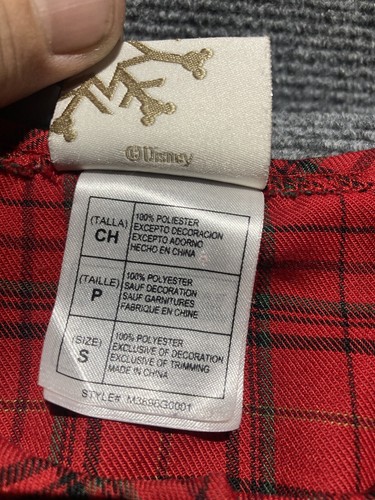 ©Disney
(TALLA)
CH
100% POLIESTER
EXCEPTO DECORACION
EXCEPTO ADORNO
HECHO EN CHINA
(TAILLE)
P
100% POLYESTER
SAUF DECORATION
SAUF GARNITURES
FABRIQUE EN CHINE
(SIZE)
S
100% POLYESTER
EXCLUSIVE OF DECORATION
EXCLUSIVE OF TRIMMING
MADE IN CHINA
STYLE# M3896G0001